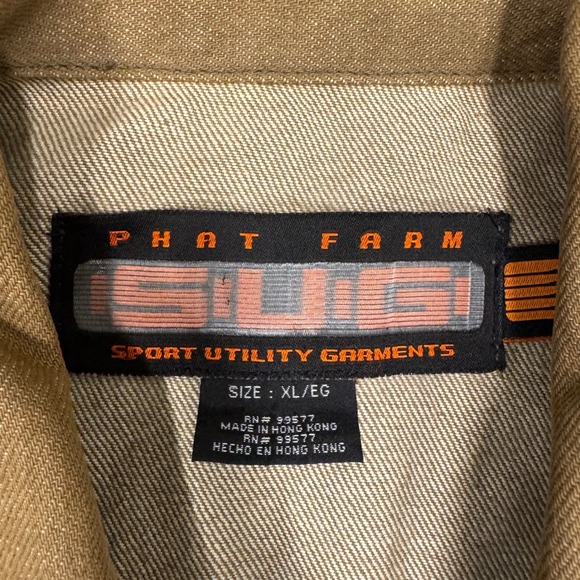 PHAT FARM
S.U.G
SPORT UTILITY GARMENTS
SIZE : XL/EG
RN# 99577
MADE IN HONG KONG
RN# 99577
HECHO EN HONG KONG